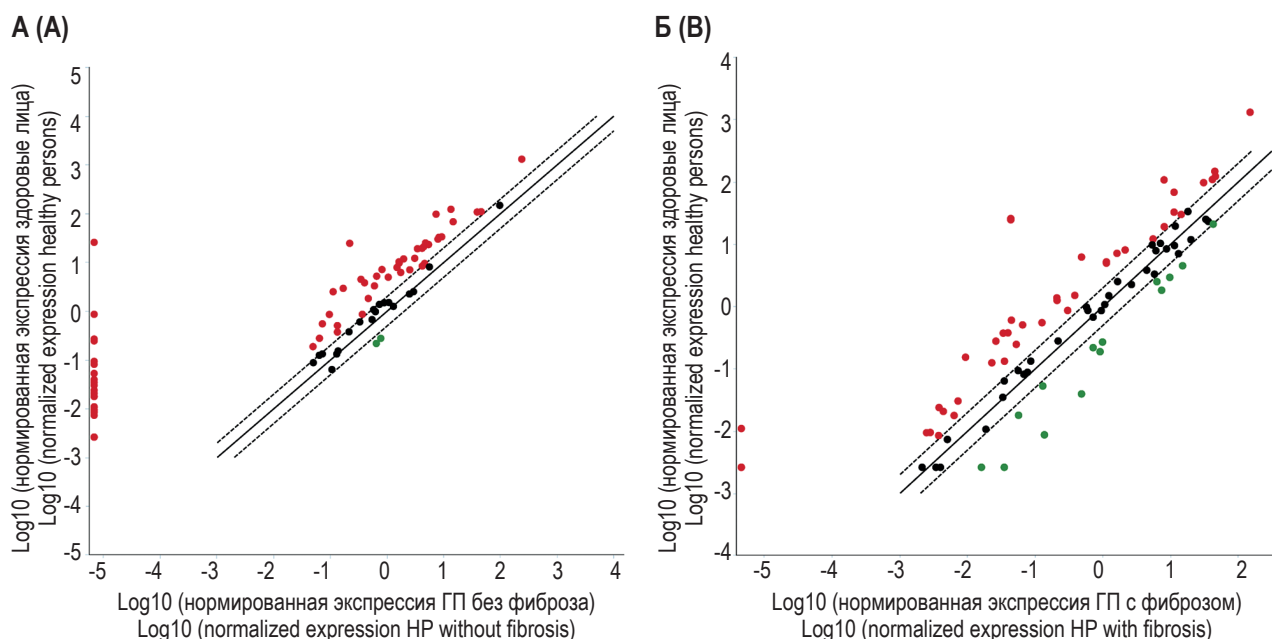 А (A)
Log10 (нормированная экспрессия здоровые лица)
Log10 (normalized expression healthy persons)
5
4
3
2
1
0
-1
-2
-3
-4
-5
-5 -4 -3 -2 -1 0 1 2 3 4
Log10 (нормированная экспрессия ГП без фиброза)
Log10 (normalized expression HP without fibrosis)
Б (B)
Log10 (нормированная экспрессия здоровые лица)
Log10 (normalized expression healthy persons)
4
3
2
1
0
-1
-2
-3
-4
-5 -4 -3 -2 -1 0 1 2
Log10 (нормированная экспрессия ГП с фиброзом)
Log10 (normalized expression HP with fibrosis)